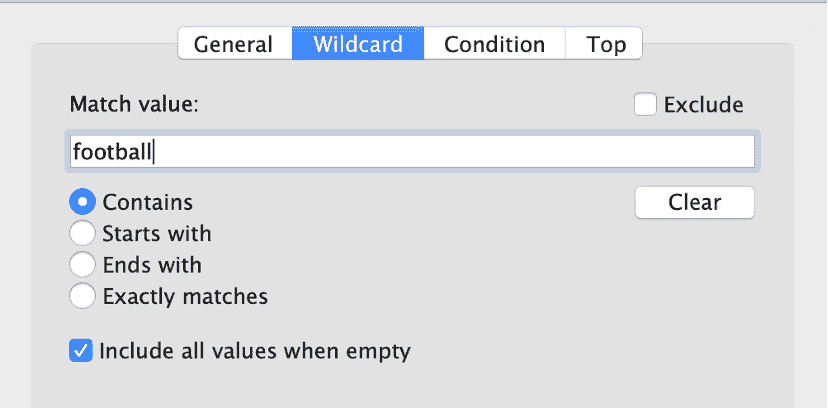 General Wildcard Condition Top
Match value: Exclude
football
Contains Clear
Starts with
Ends with
Exactly matches
Include all values when empty